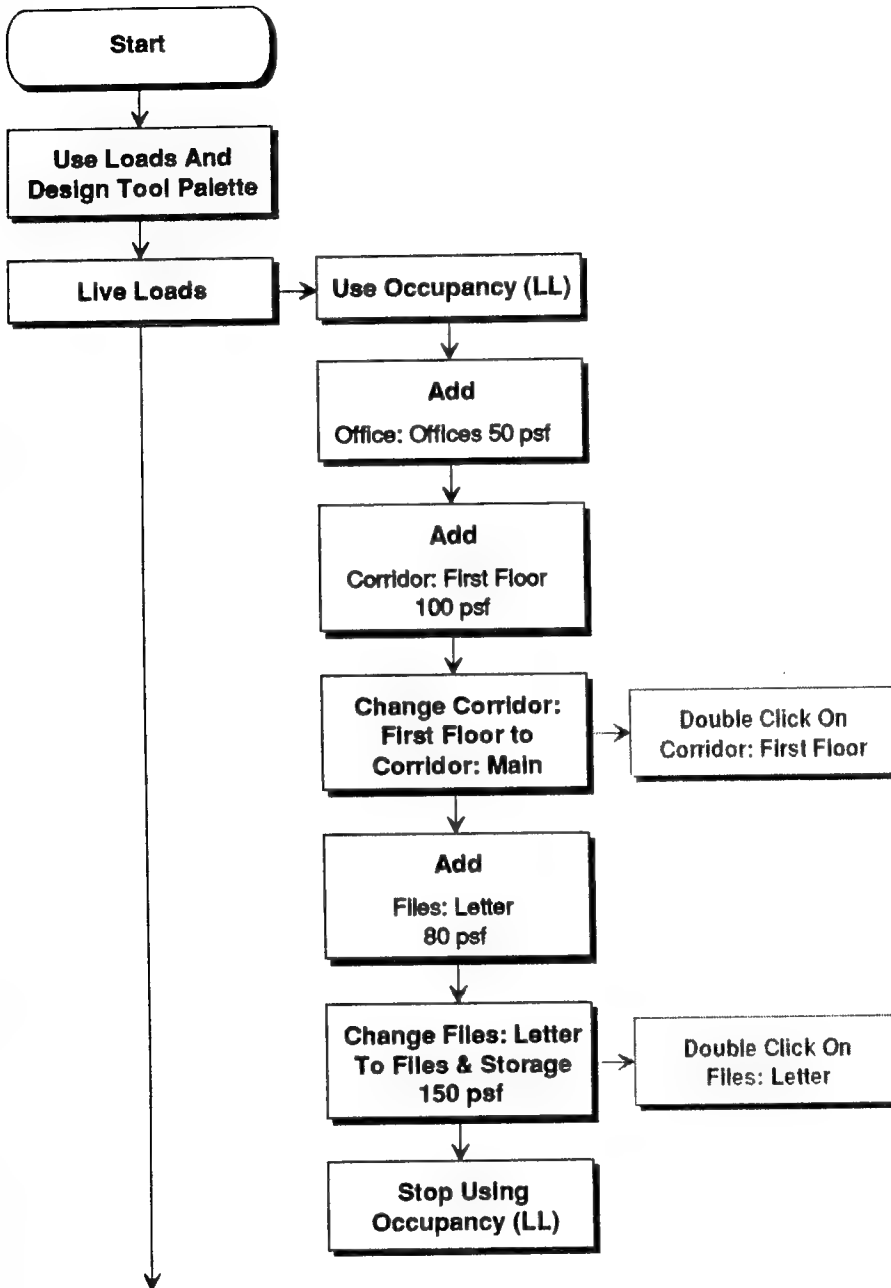 Start
Use Loads And
Design Tool Palette
Live Loads
Use Occupancy (LL)
Add
Office: Offices 50 psf
Add
Corridor: First Floor
100 psf
Change Corridor:
First Floor to
Corridor: Main
Double Click On
Corridor: First Floor
Add
Files: Letter
80 psf
Change Files: Letter
To Files & Storage
150 psf
Double Click On
Files: Letter
Stop Using
Occupancy (LL)